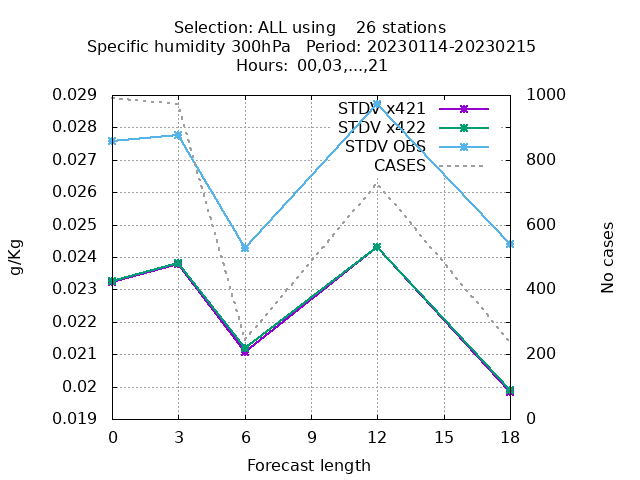 Selection: ALL using    26 stations
Specific humidity 300hPa   Period: 20230114-20230215
Hours: 00,03,...,21
0.029
0.028
0.027
0.026
0.025
0.024
0.023
0.022
0.021
0.02
0.019
g/Kg
STDV x421
STDV x422
STDV OBS
CASES
1000
800
600
400
200
0
No cases
0 3 6 9 12 15 18
Forecast length